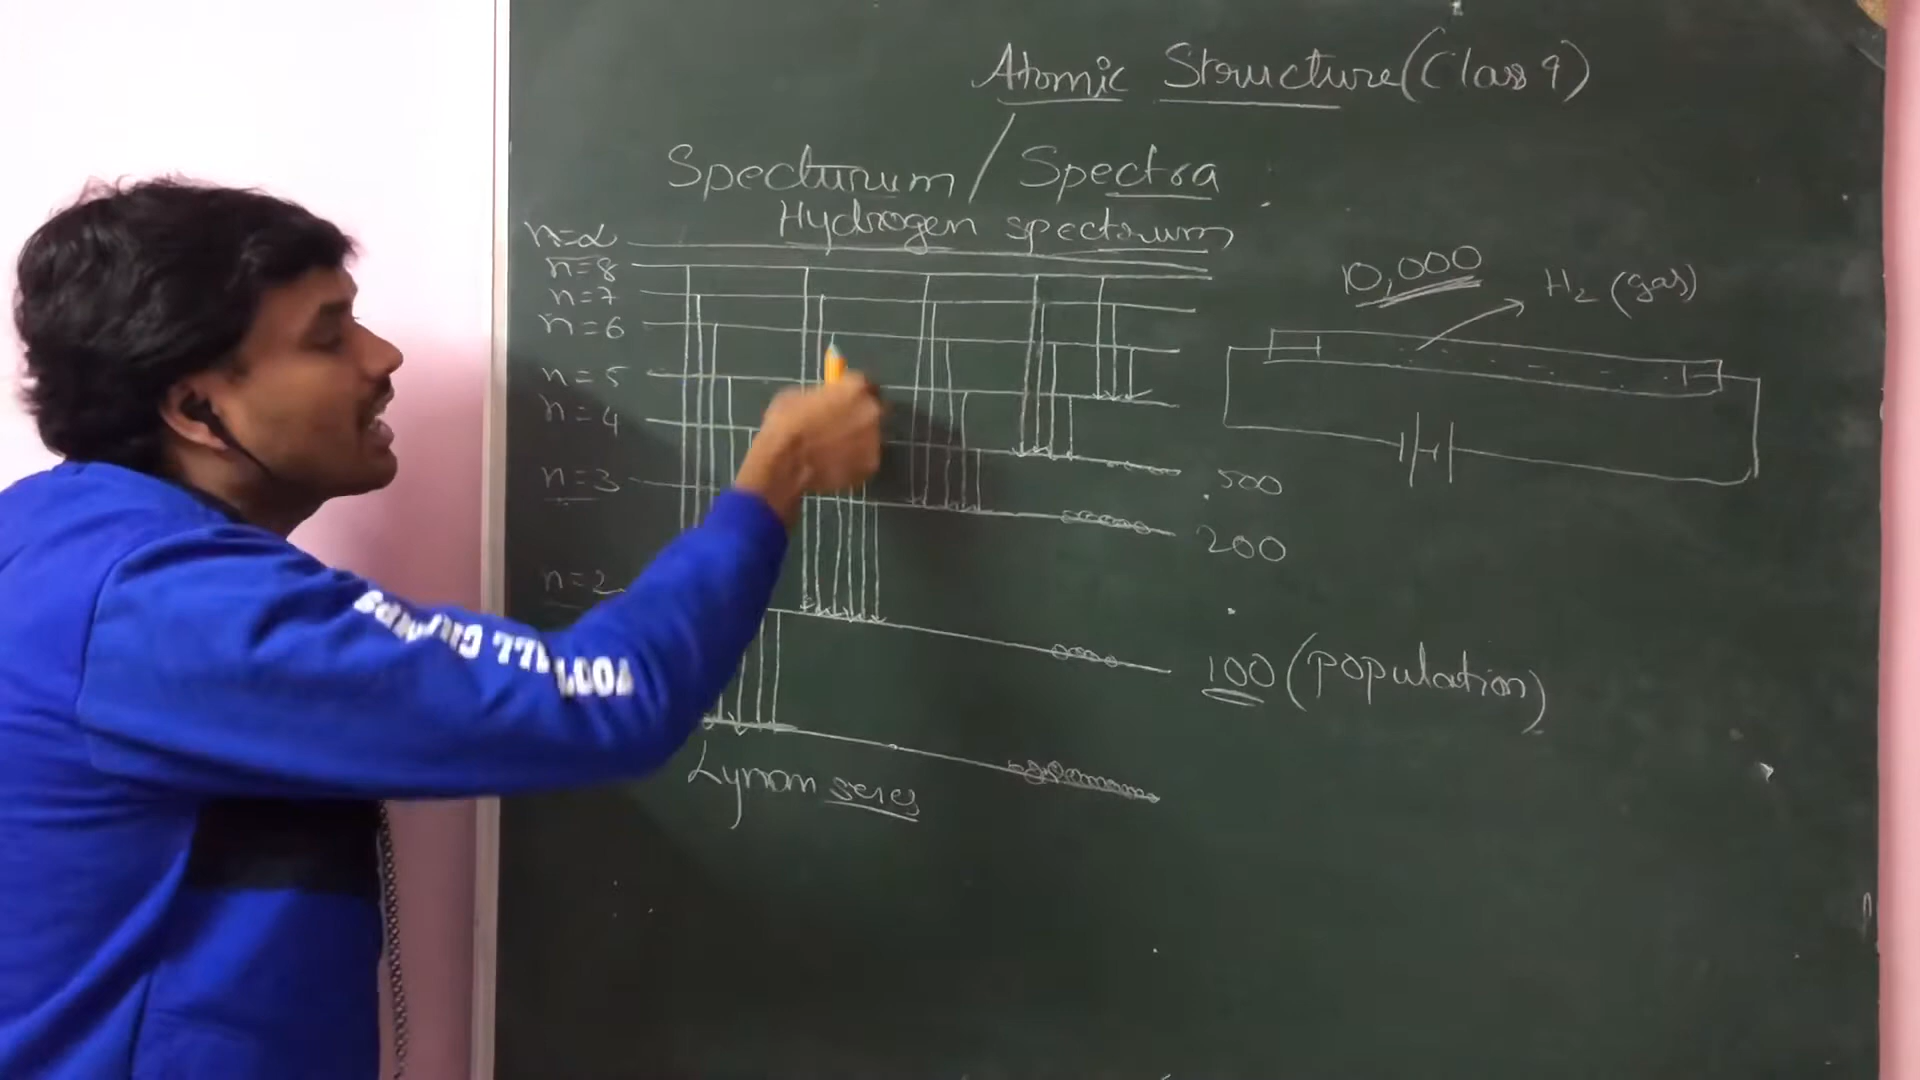 Atomic Structure (Class 9)
Spectrum / Spectra
Hydrogen spectrum
n=α
n=8
n=7
n=6
n=5
n=4
n=3
n=2
10,000
H2 (gas)
500
200
100 (population)
Lyman series